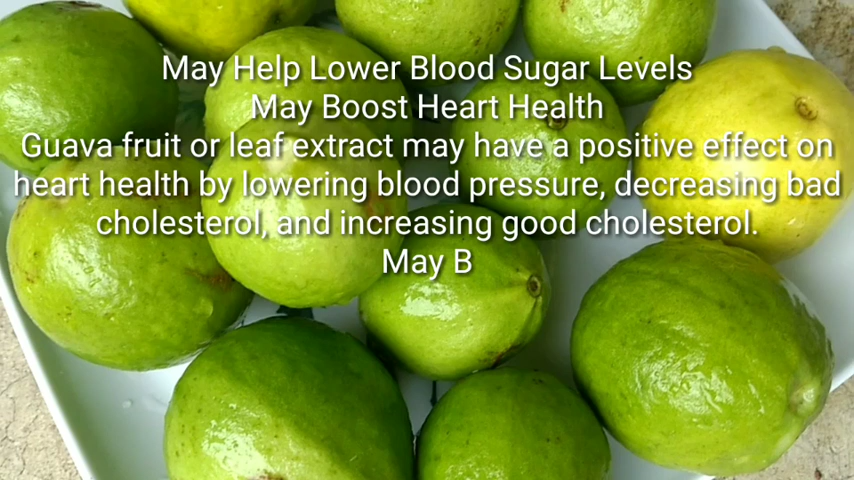 May Help Lower Blood Sugar Levels
May Boost Heart Health
Guava fruit or leaf extract may have a positive effect on
heart health by lowering blood pressure, decreasing bad
cholesterol, and increasing good cholesterol.
May B